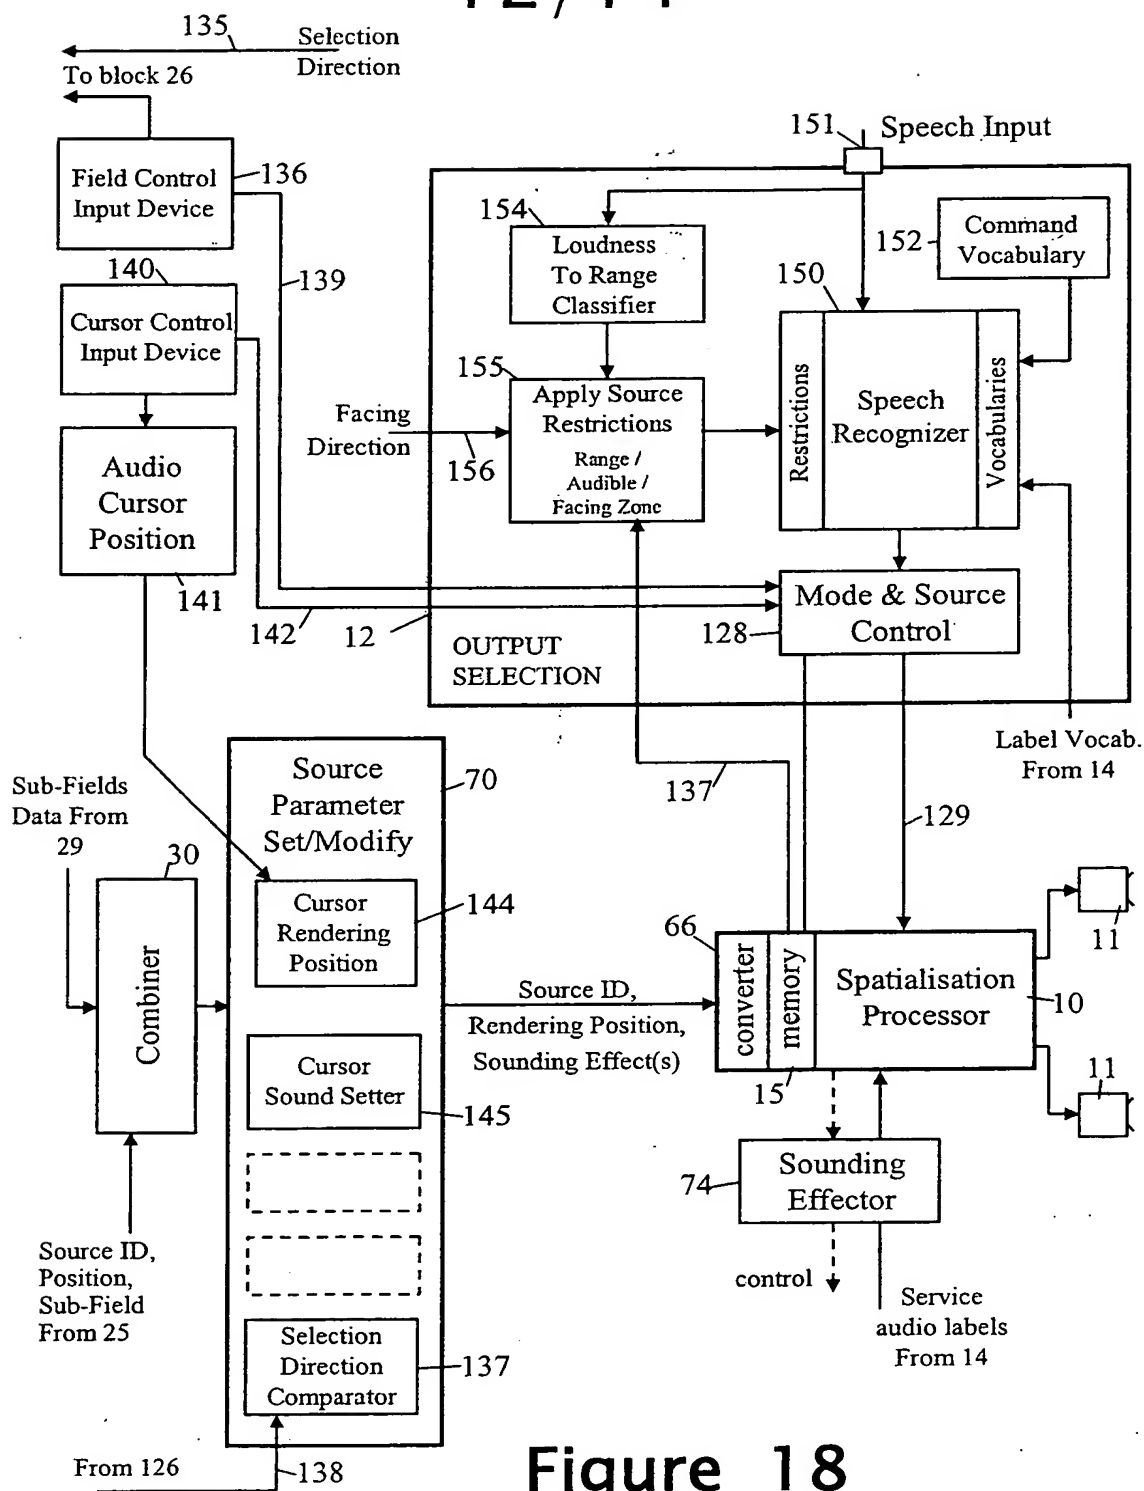 135
Selection
Direction
To block 26
Field Control
Input Device
136
139
140
Cursor Control
Input Device
Audio
Cursor
Position
141
142
12
151
Speech Input
154
Loudness
To Range
Classifier
152
Command
Vocabulary
150
155
Facing
Direction
156
Apply Source
Restrictions
Range /
Audible /
Facing Zone
Restrictions
Speech
Recognizer
Vocabularies
128
Mode & Source
Control
OUTPUT
SELECTION
Label Vocab.
From 14
137
129
Sub-Fields
Data From
29
30
Combiner
Source ID,
Position,
Sub-Field
From 25
Source
Parameter
Set/Modify
70
Cursor
Rendering
Position
144
Cursor
Sound Setter
145
Selection
Direction
Comparator
137
From 126
138
Source ID,
Rendering Position,
Sounding Effect(s)
66
converter
memory
15
Spatialisation
Processor
10
11
11
74
Sounding
Effector
control
Service
audio labels
From 14
Figure 18